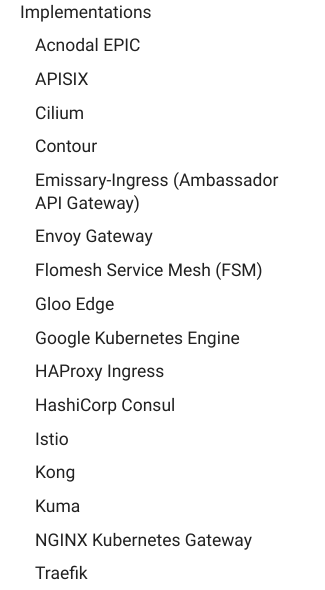 Implementations
Acnodal EPIC
APISIX
Cilium
Contour
Emissary-Ingress (Ambassador
API Gateway)
Envoy Gateway
Flomesh Service Mesh (FSM)
Gloo Edge
Google Kubernetes Engine
HAProxy Ingress
HashiCorp Consul
Istio
Kong
Kuma
NGINX Kubernetes Gateway
Traefik